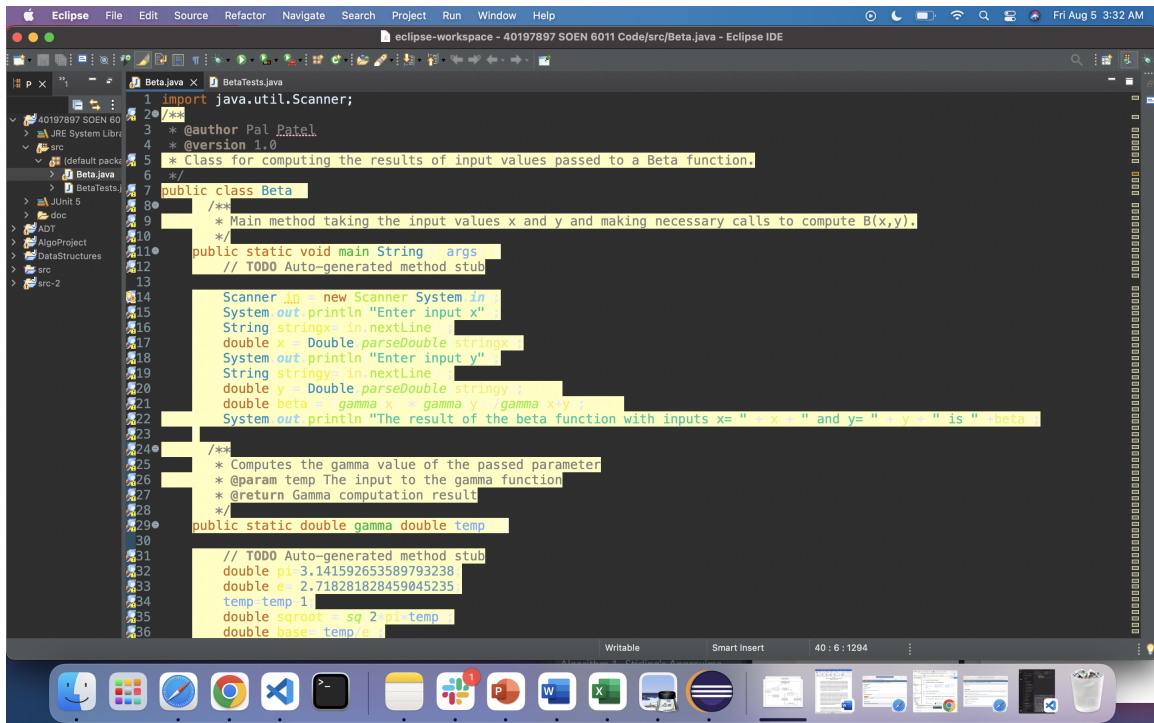 Eclipse File Edit Source Refactor Navigate Search Project Run Window Help Fri Aug 5 3:32 AM
eclipse-workspace - 40197897 SOEN 6011 Code/src/Beta.java - Eclipse IDE
P Beta.java BetaTests.java
1 import java.util.Scanner;
2 /**
3 * @author Pal Patel
4 * @version 1.0
5 * Class for computing the results of input values passed to a Beta function.
6 */
7 public class Beta
8 /**
9 * Main method taking the input values x and y and making necessary calls to compute B(x,y).
10 */
11 public static void main String args
12 // TODO Auto-generated method stub
13
14 Scanner in = new Scanner System.in ;
15 System.out.println "Enter input x" ;
16 String stringx= in.nextLine ;
17 double x = Double.parseDouble stringx ;
18 System.out.println "Enter input y" ;
19 String stringy= in.nextLine ;
20 double y = Double.parseDouble stringy ;
21 double beta = gamma x * gamma y /gamma x+y ;
22 System.out.println "The result of the beta function with inputs x= " + x + " and y= " + y + " is " +beta ;
23
24 /**
25 * Computes the gamma value of the passed parameter
26 * @param temp The input to the gamma function
27 * @return Gamma computation result
28 */
29 public static double gamma double temp
30
31 // TODO Auto-generated method stub
32 double pi=3.141592653589793238;
33 double e= 2.718281828459045235;
34 temp=temp-1;
35 double sqroot = sq 2*pi*temp ;
36 double base= temp/e ;
40197897 SOEN 60
JRE System Libra
src
(default packa
Beta.java
BetaTests.j
JUnit 5
doc
ADT
AlgoProject
DataStructures
src
src-2
Writable Smart Insert 40 : 6 : 1294
1